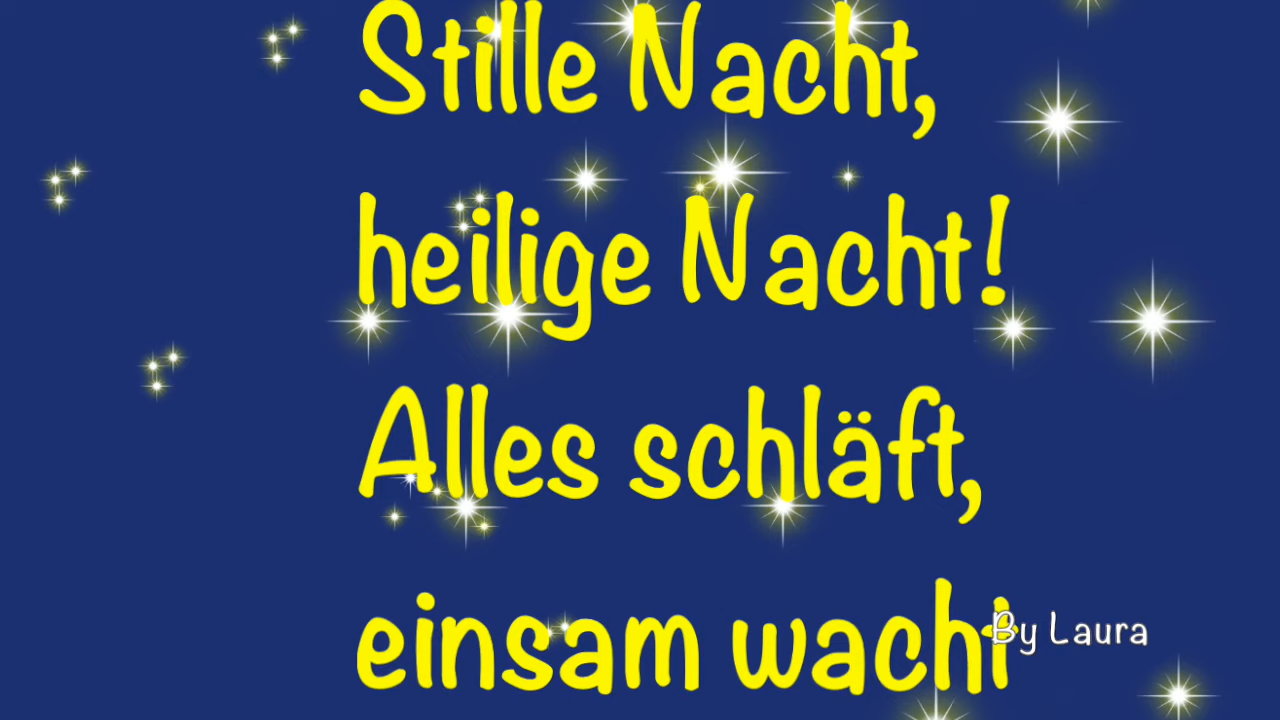 Stille Nacht,
heilige Nacht!
Alles schläft,
einsam wacht
By Laura